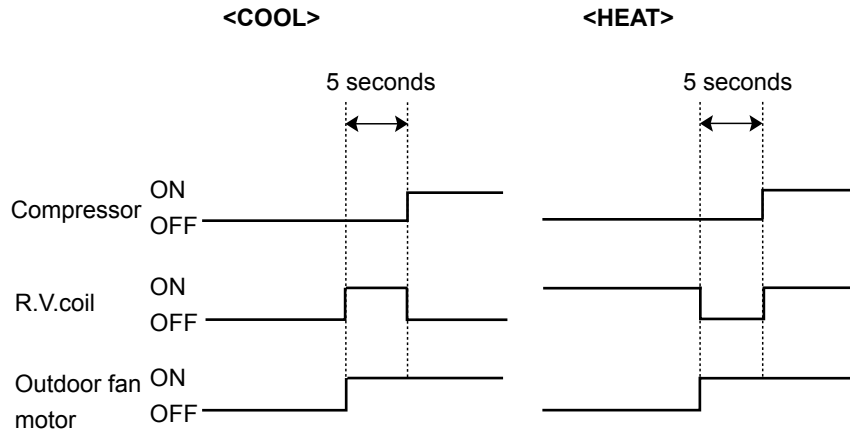 <COOL>
<HEAT>
5 seconds
5 seconds
Compressor
ON
OFF
R.V.coil
ON
OFF
Outdoor fan
motor
ON
OFF